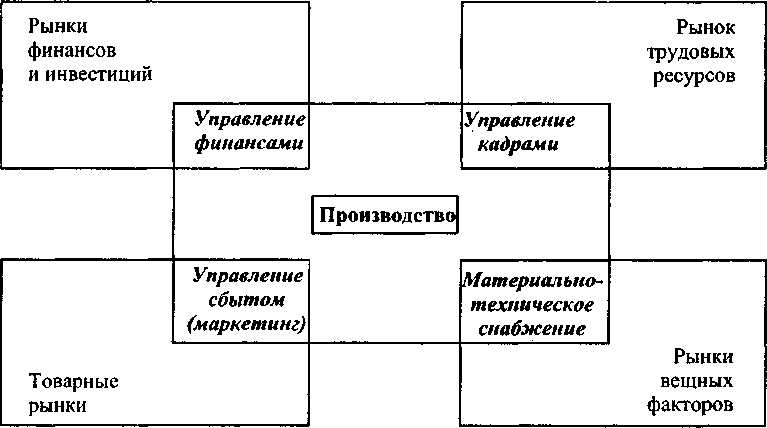 Рынки
финансов
и инвестиций
Рынок
трудовых
ресурсов
Управление
финансами
Управление
кадрами
Производство
Управление
сбытом
(маркетинг)
Материально-
техническое
снабжение
Товарные
рынки
Рынки
вещных
факторов